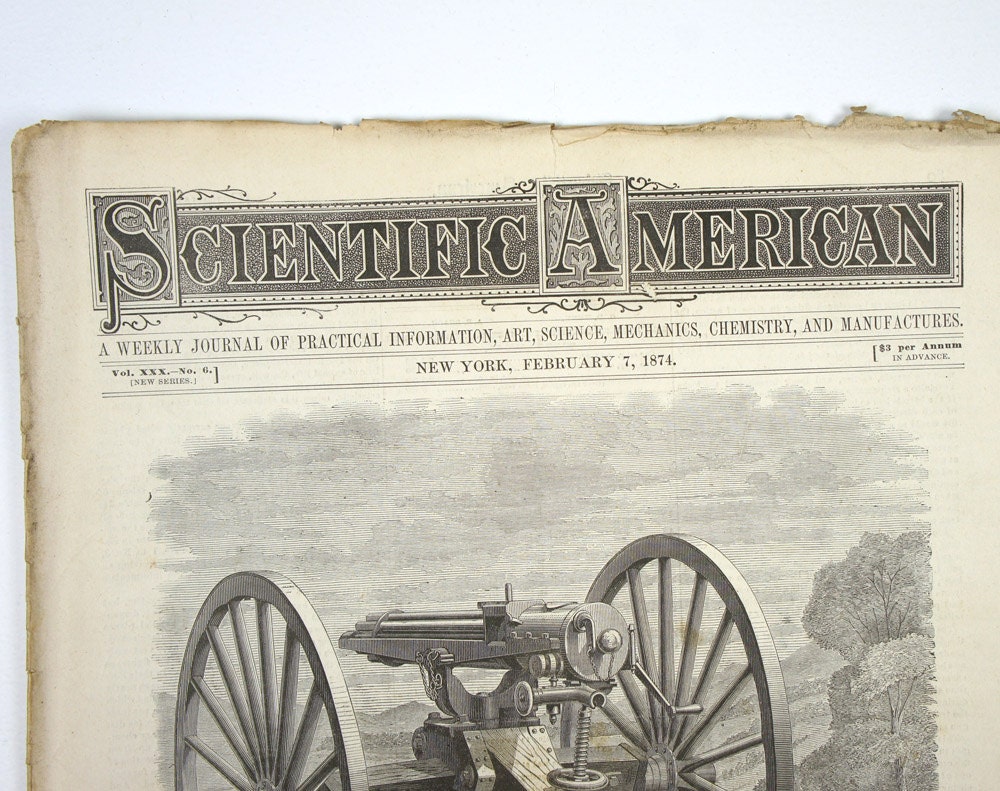 SCIENTIFIC AMERICAN
A WEEKLY JOURNAL OF PRACTICAL INFORMATION, ART, SCIENCE, MECHANICS, CHEMISTRY, AND MANUFACTURES.
Vol. XXX.—No. 6.]
[NEW SERIES.]
NEW YORK, FEBRUARY 7, 1874.
[$3 per Annum
IN ADVANCE.